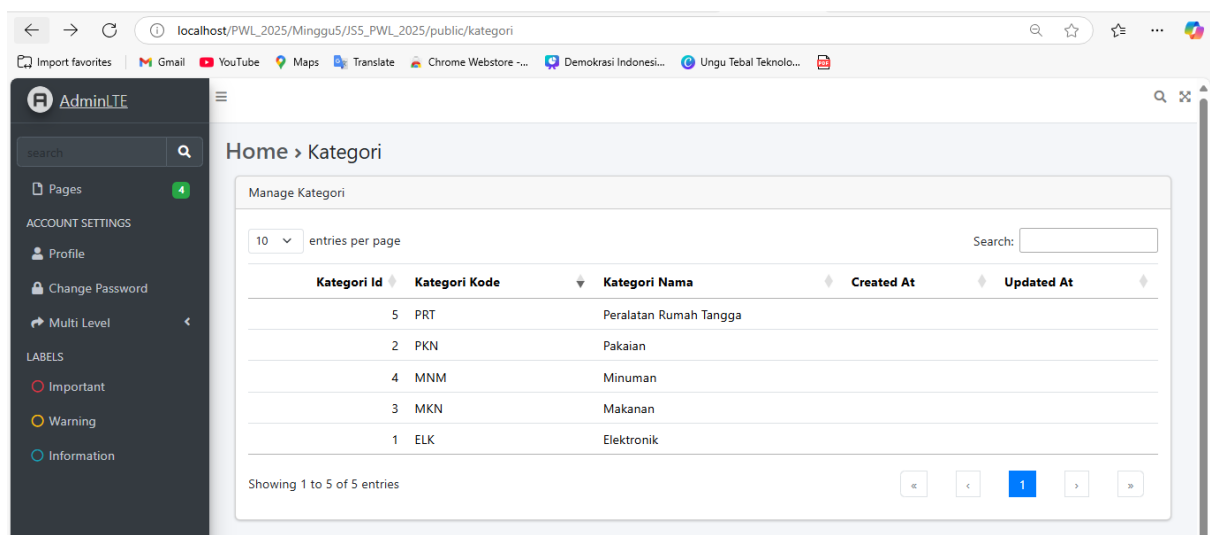 localhost/PWL_2025/Minggu5/JS5_PWL_2025/public/kategori
Import favorites Gmail YouTube Maps Translate Chrome Webstore -... Demokrasi Indonesi... Ungu Tebal Teknolo... PDF
AdminLTE
search
Pages 4
ACCOUNT SETTINGS
Profile
Change Password
Multi Level
LABELS
Important
Warning
Information
Home › Kategori
Manage Kategori
10 entries per page Search:
Kategori Id Kategori Kode Kategori Nama Created At Updated At
5 PRT Peralatan Rumah Tangga
2 PKN Pakaian
4 MNM Minuman
3 MKN Makanan
1 ELK Elektronik
Showing 1 to 5 of 5 entries « ‹ 1 › »